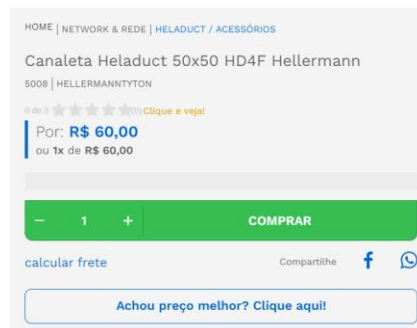 HOME | NETWORK & REDE | HELADUCT / ACESSÓRIOS
Canaleta Heladuct 50x50 HD4F Hellermann
5008 | HELLERMANNTYTON
0 de 5 (0) Clique e veja!
Por: R$ 60,00
ou 1x de R$ 60,00
− 1 + COMPRAR
calcular frete Compartilhe
Achou preço melhor? Clique aqui!